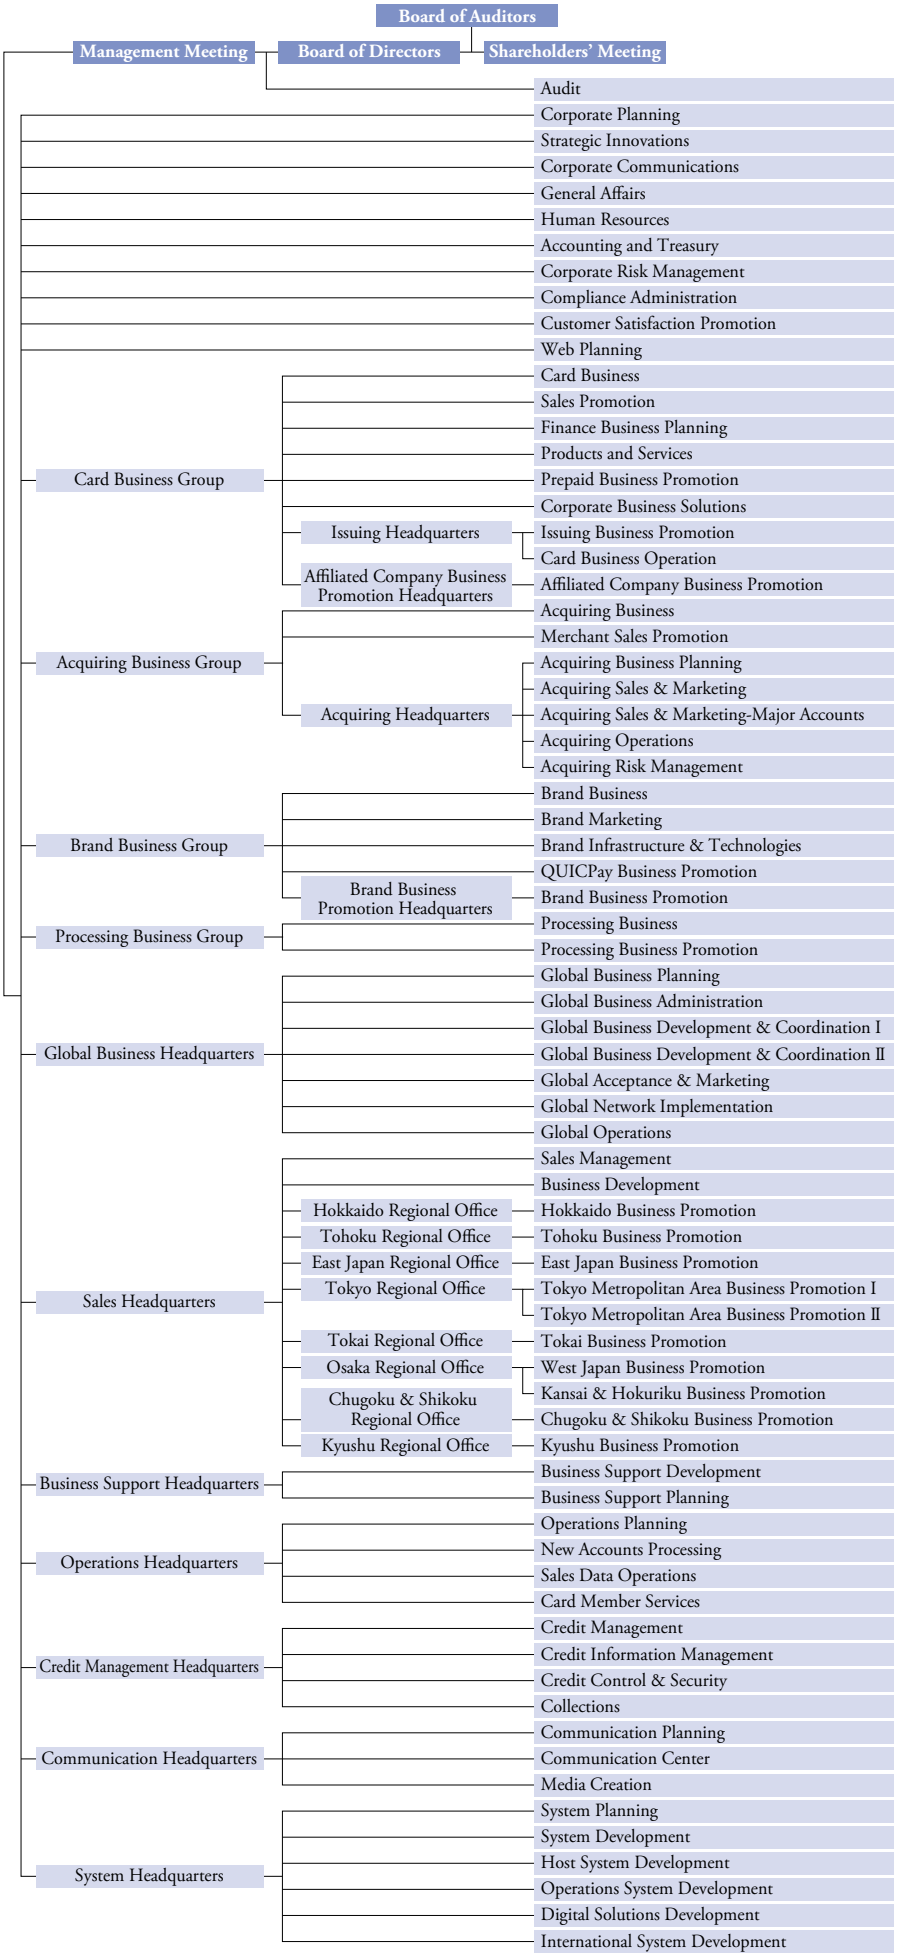 Board of Auditors
Management Meeting
Board of Directors
Shareholders’ Meeting
Audit
Corporate Planning
Strategic Innovations
Corporate Communications
General Affairs
Human Resources
Accounting and Treasury
Corporate Risk Management
Compliance Administration
Customer Satisfaction Promotion
Web Planning
Card Business Group
Card Business
Sales Promotion
Finance Business Planning
Products and Services
Prepaid Business Promotion
Corporate Business Solutions
Issuing Headquarters
Issuing Business Promotion
Card Business Operation
Affiliated Company Business
Promotion Headquarters
Affiliated Company Business Promotion
Acquiring Business Group
Acquiring Business
Merchant Sales Promotion
Acquiring Headquarters
Acquiring Business Planning
Acquiring Sales & Marketing
Acquiring Sales & Marketing-Major Accounts
Acquiring Operations
Acquiring Risk Management
Brand Business Group
Brand Business
Brand Marketing
Brand Infrastructure & Technologies
QUICPay Business Promotion
Brand Business
Promotion Headquarters
Brand Business Promotion
Processing Business Group
Processing Business
Processing Business Promotion
Global Business Headquarters
Global Business Planning
Global Business Administration
Global Business Development & Coordination I
Global Business Development & Coordination II
Global Acceptance & Marketing
Global Network Implementation
Global Operations
Sales Headquarters
Sales Management
Business Development
Hokkaido Regional Office
Hokkaido Business Promotion
Tohoku Regional Office
Tohoku Business Promotion
East Japan Regional Office
East Japan Business Promotion
Tokyo Regional Office
Tokyo Metropolitan Area Business Promotion I
Tokyo Metropolitan Area Business Promotion II
Tokai Regional Office
Tokai Business Promotion
Osaka Regional Office
West Japan Business Promotion
Kansai & Hokuriku Business Promotion
Chugoku & Shikoku
Regional Office
Chugoku & Shikoku Business Promotion
Kyushu Regional Office
Kyushu Business Promotion
Business Support Headquarters
Business Support Development
Business Support Planning
Operations Headquarters
Operations Planning
New Accounts Processing
Sales Data Operations
Card Member Services
Credit Management Headquarters
Credit Management
Credit Information Management
Credit Control & Security
Collections
Communication Headquarters
Communication Planning
Communication Center
Media Creation
System Headquarters
System Planning
System Development
Host System Development
Operations System Development
Digital Solutions Development
International System Development